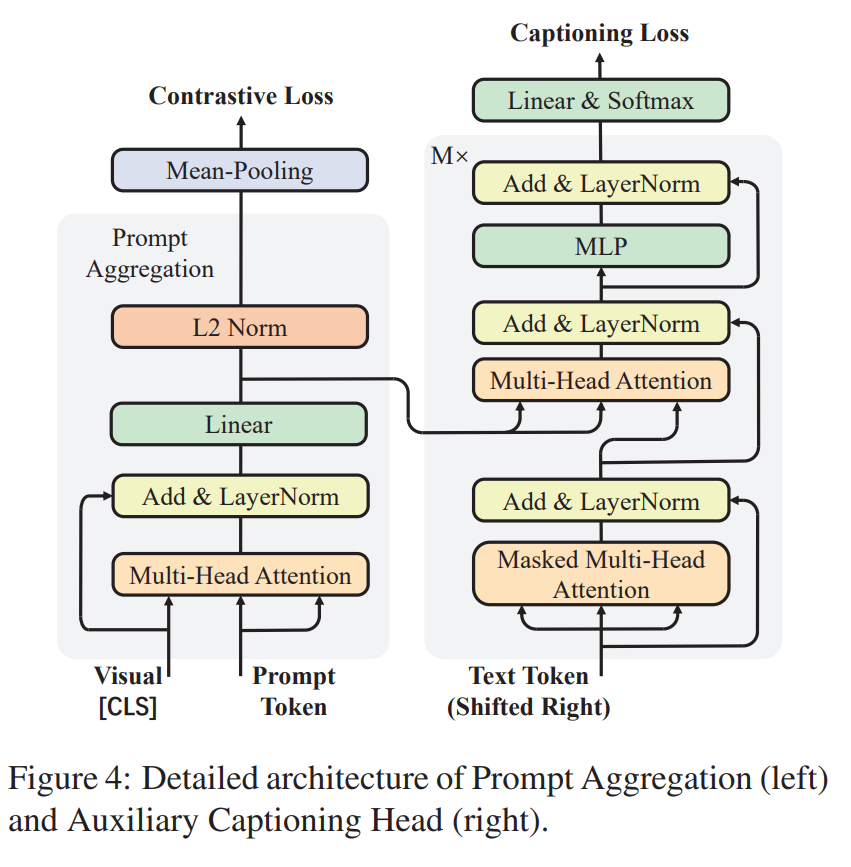 Contrastive Loss
Mean-Pooling
Prompt
Aggregation
L2 Norm
Linear
Add & LayerNorm
Multi-Head Attention
Visual
[CLS]
Prompt
Token
Captioning Loss
Linear & Softmax
M×
Add & LayerNorm
MLP
Add & LayerNorm
Multi-Head Attention
Add & LayerNorm
Masked Multi-Head
Attention
Text Token
(Shifted Right)
Figure 4: Detailed architecture of Prompt Aggregation (left)
and Auxiliary Captioning Head (right).